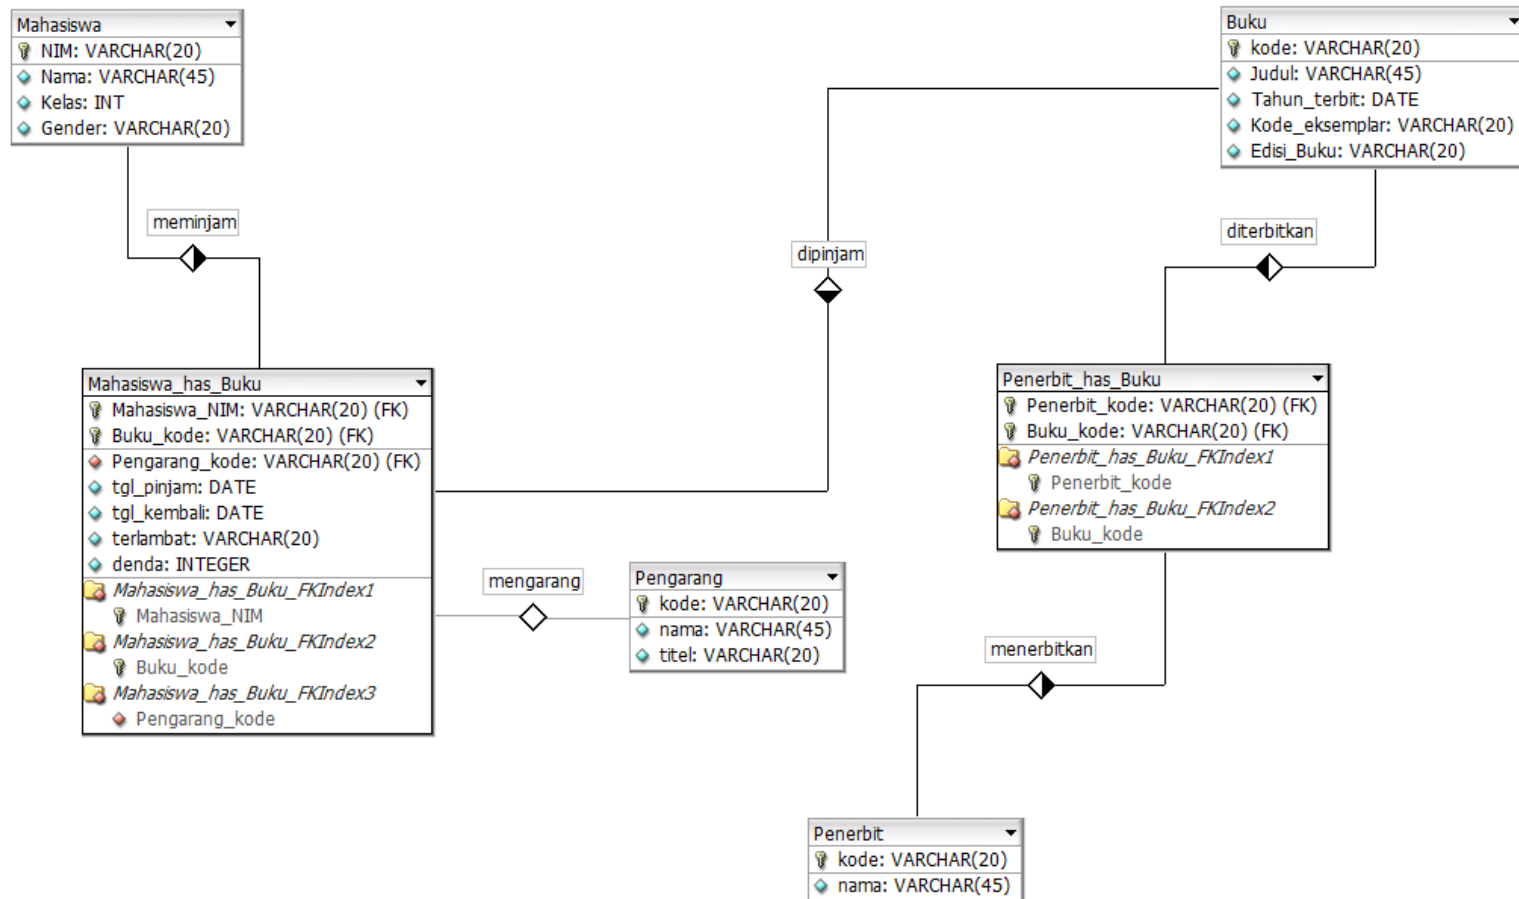 Mahasiswa
NIM: VARCHAR(20)
Nama: VARCHAR(45)
Kelas: INT
Gender: VARCHAR(20)
Buku
kode: VARCHAR(20)
Judul: VARCHAR(45)
Tahun_terbit: DATE
Kode_eksemplar: VARCHAR(20)
Edisi_Buku: VARCHAR(20)
meminjam
dipinjam
diterbitkan
Mahasiswa_has_Buku
Mahasiswa_NIM: VARCHAR(20) (FK)
Buku_kode: VARCHAR(20) (FK)
Pengarang_kode: VARCHAR(20) (FK)
tgl_pinjam: DATE
tgl_kembali: DATE
terlambat: VARCHAR(20)
denda: INTEGER
Mahasiswa_has_Buku_FKIndex1
Mahasiswa_NIM
Mahasiswa_has_Buku_FKIndex2
Buku_kode
Mahasiswa_has_Buku_FKIndex3
Pengarang_kode
Penerbit_has_Buku
Penerbit_kode: VARCHAR(20) (FK)
Buku_kode: VARCHAR(20) (FK)
Penerbit_has_Buku_FKIndex1
Penerbit_kode
Penerbit_has_Buku_FKIndex2
Buku_kode
mengarang
Pengarang
kode: VARCHAR(20)
nama: VARCHAR(45)
titel: VARCHAR(20)
menerbitkan
Penerbit
kode: VARCHAR(20)
nama: VARCHAR(45)